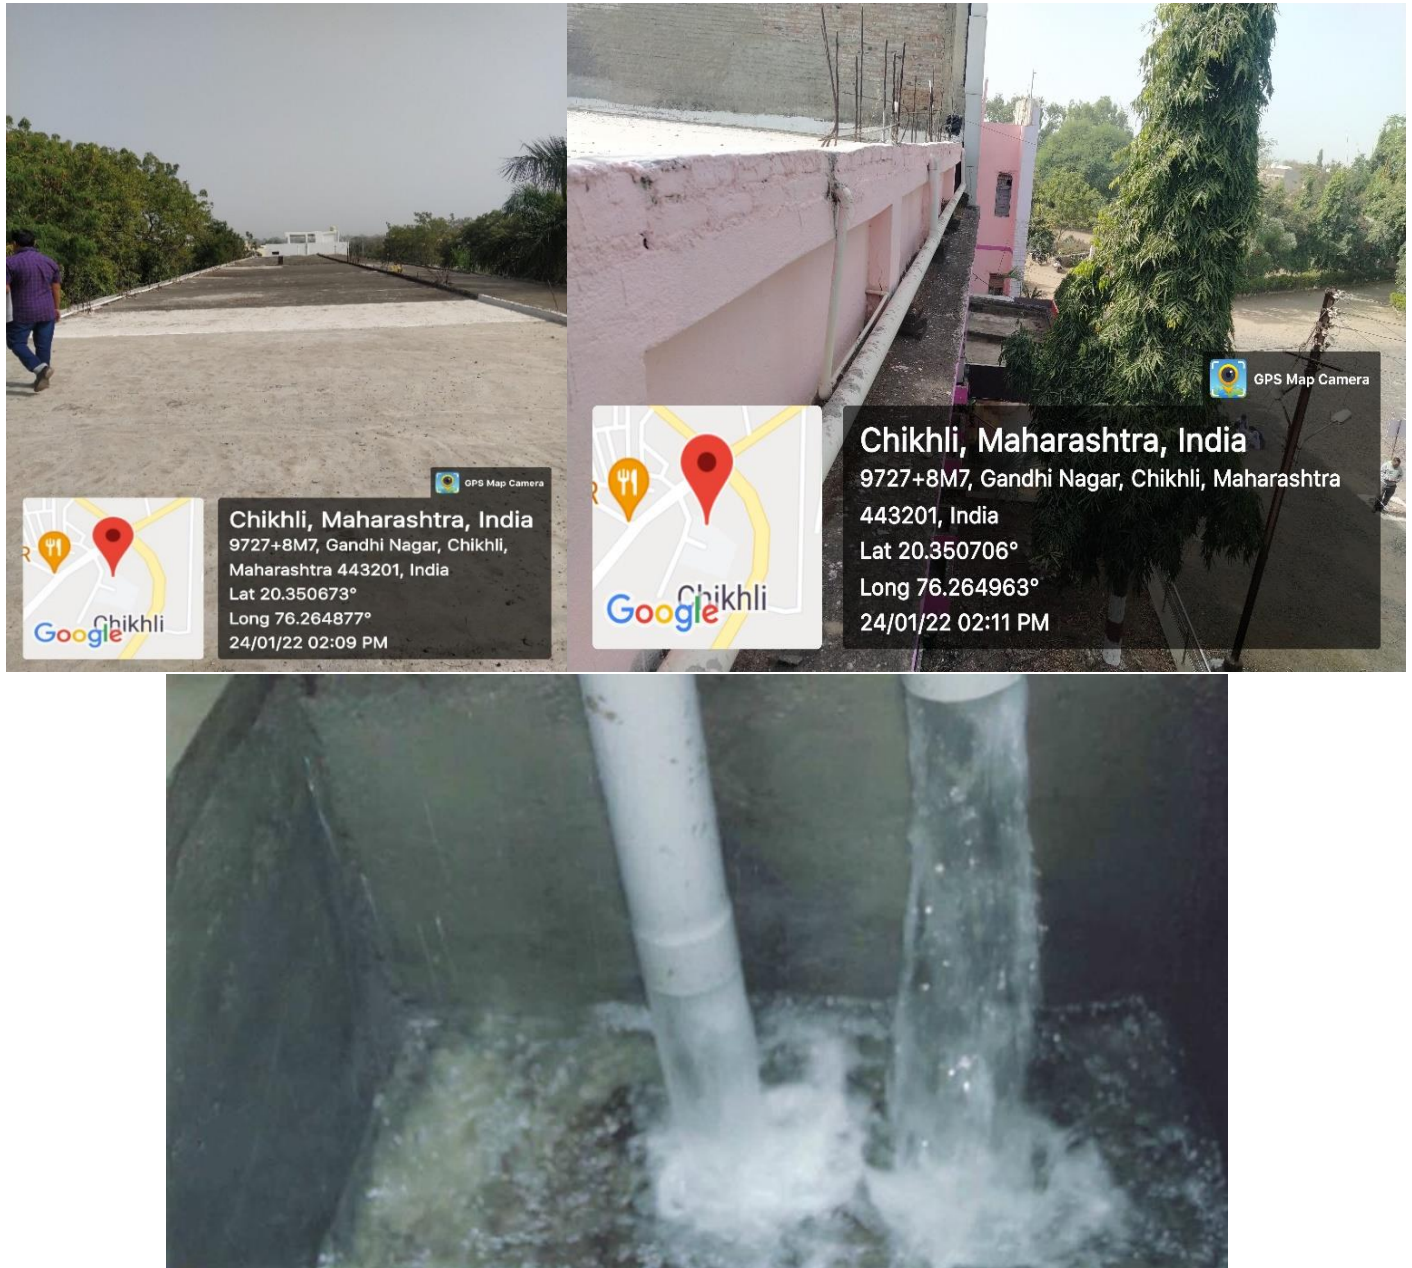 GPS Map Camera
Chikhli
Google
Chikhli, Maharashtra, India
9727+8M7, Gandhi Nagar, Chikhli,
Maharashtra 443201, India
Lat 20.350673°
Long 76.264877°
24/01/22 02:09 PM
GPS Map Camera
R
Chikhli
Google
Chikhli, Maharashtra, India
9727+8M7, Gandhi Nagar, Chikhli, Maharashtra
443201, India
Lat 20.350706°
Long 76.264963°
24/01/22 02:11 PM